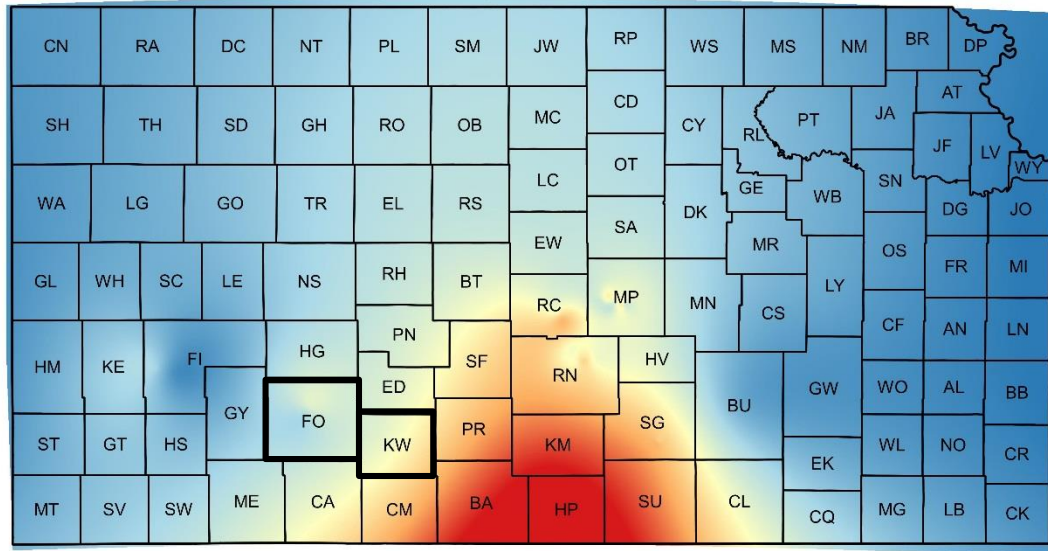 CN RA DC NT PL SM JW RP WS MS NM BR DP
SH TH SD GH RO OB MC CD CY RL PT JA AT
JF LV WY
LC OT GE SN
WA LG GO TR EL RS DK WB DG JO
EW SA MR OS
GL WH SC LE NS RH BT RC MP MN CS LY FR MI
HM KE FI HG PN SF RN HV CF AN LN
ED GW WO AL BB
GY FO PR SG BU
ST GT HS KW KM EK WL NO CR
MT SV SW ME CA CM BA HP SU CL CQ MG LB CK